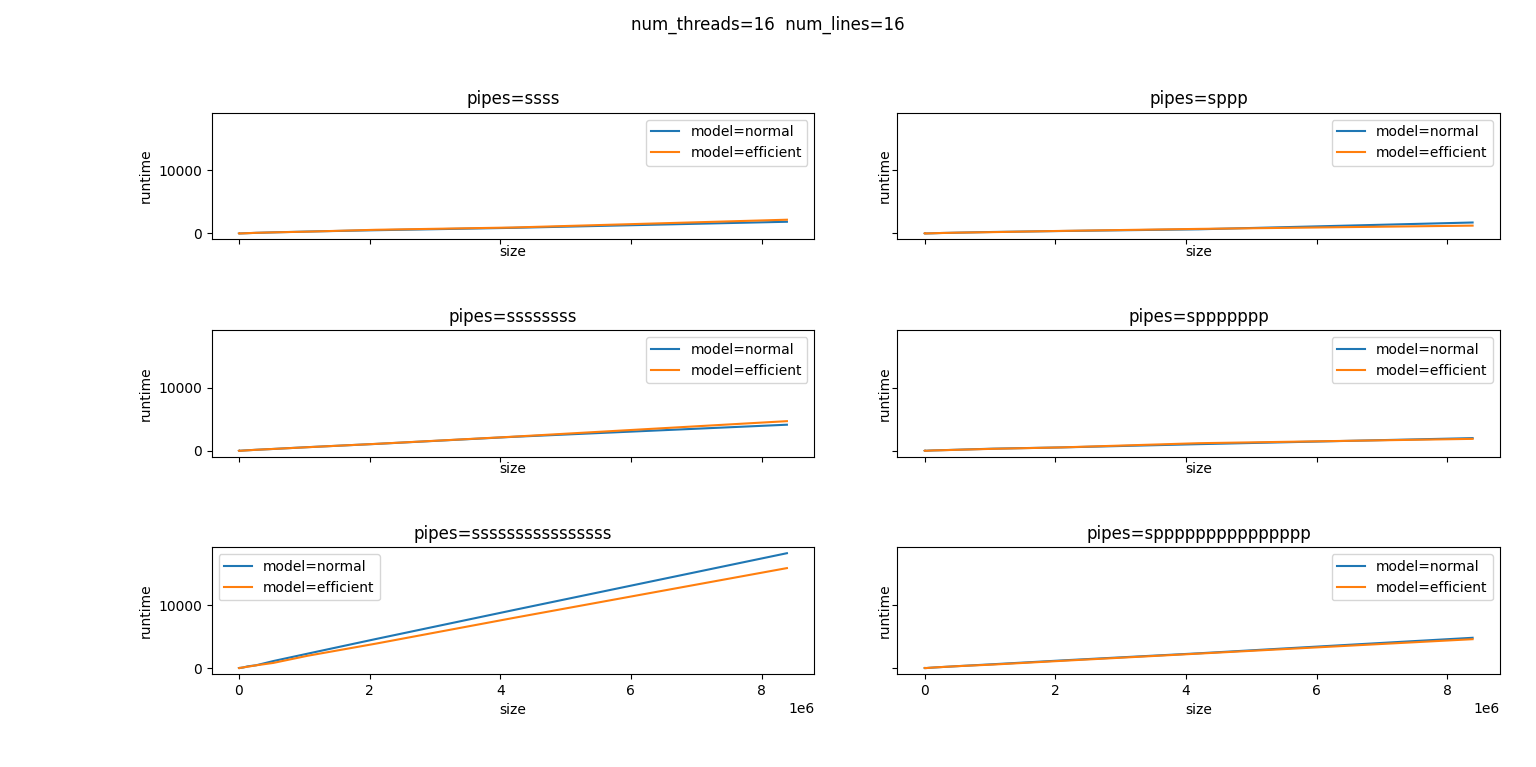 num_threads=16 num_lines=16
pipes=ssss
model=normal
model=efficient
runtime
10000
0
size
pipes=sppp
model=normal
model=efficient
runtime
size
pipes=ssssssss
model=normal
model=efficient
runtime
10000
0
size
pipes=sppppppp
model=normal
model=efficient
runtime
size
pipes=ssssssssssssssss
model=normal
model=efficient
runtime
10000
0
0 2 4 6 8
1e6
size
pipes=sppppppppppppppp
model=normal
model=efficient
runtime
0 2 4 6 8
1e6
size